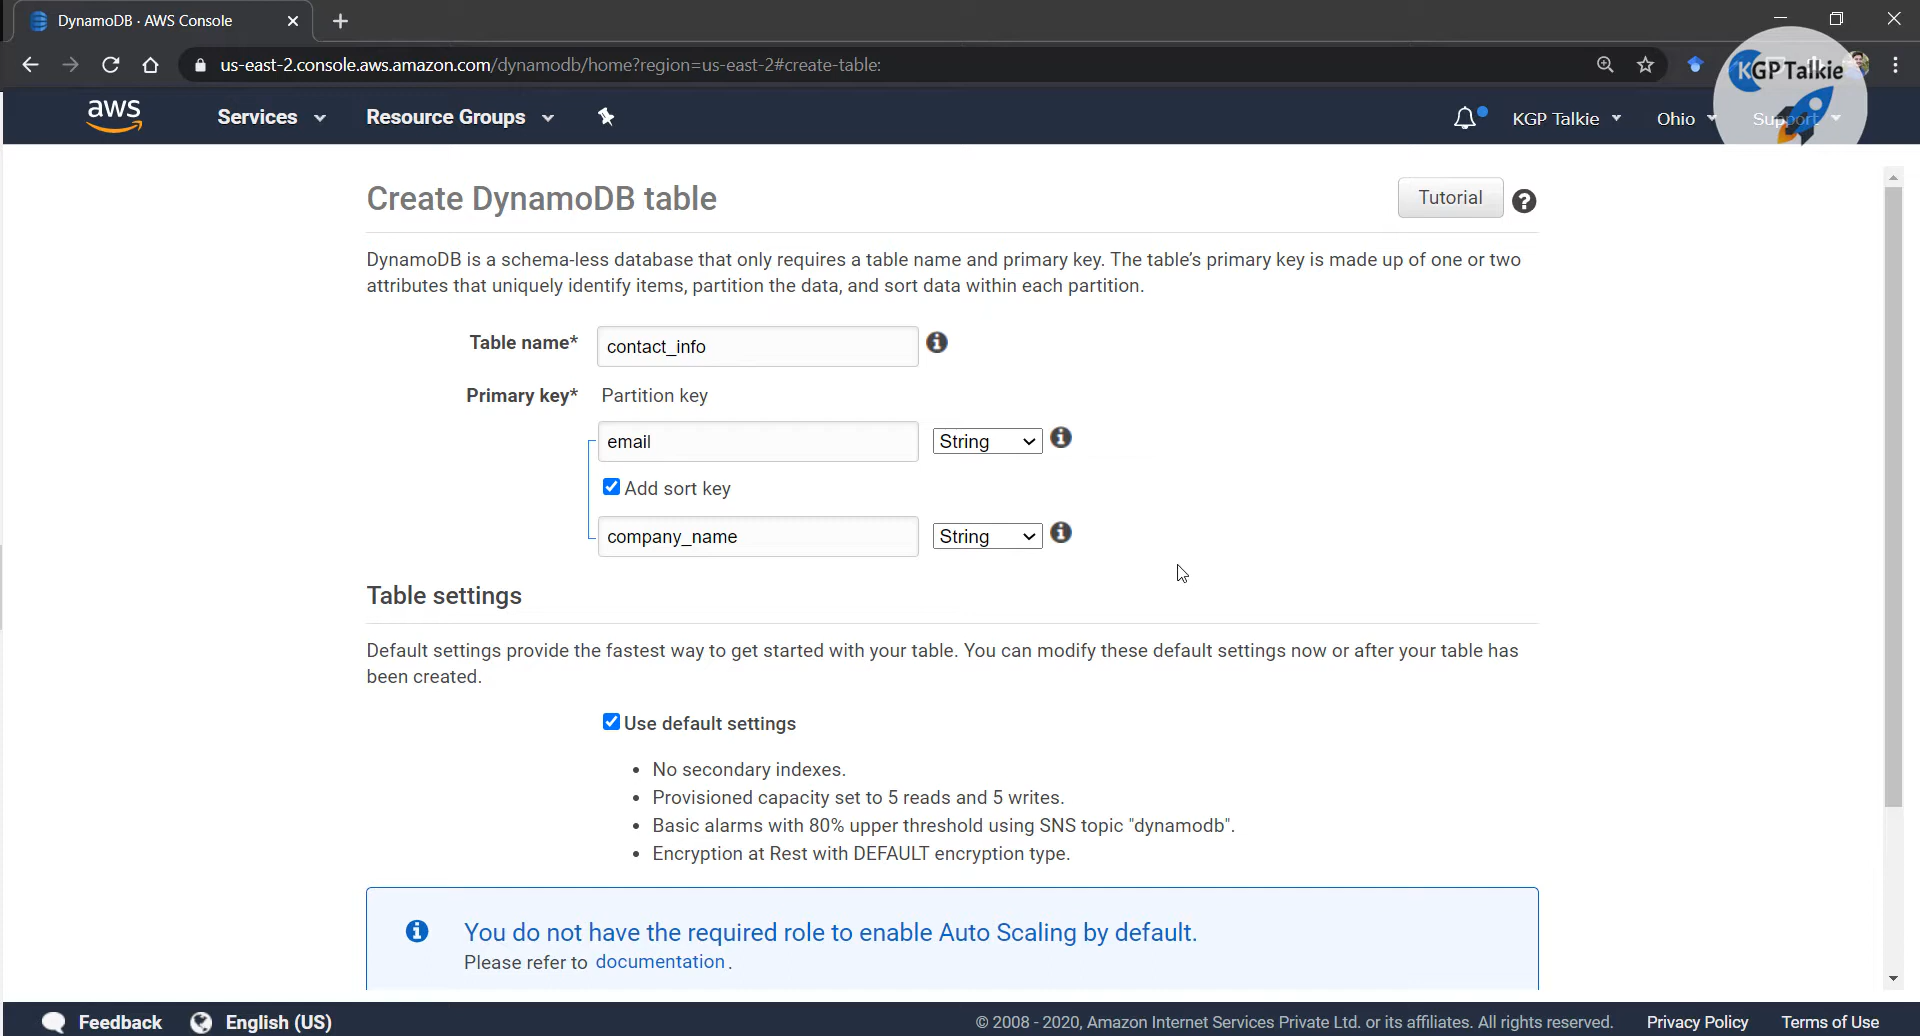 DynamoDB · AWS Console
us-east-2.console.aws.amazon.com/dynamodb/home?region=us-east-2#create-table:
KGP Talkie
aws
Services
Resource Groups
KGP Talkie
Ohio
Support
Create DynamoDB table
Tutorial
DynamoDB is a schema-less database that only requires a table name and primary key. The table's primary key is made up of one or two
attributes that uniquely identify items, partition the data, and sort data within each partition.
Table name*
contact_info
Primary key*
Partition key
email
String
Add sort key
company_name
String
Table settings
Default settings provide the fastest way to get started with your table. You can modify these default settings now or after your table has
been created.
Use default settings
• No secondary indexes.
• Provisioned capacity set to 5 reads and 5 writes.
• Basic alarms with 80% upper threshold using SNS topic "dynamodb".
• Encryption at Rest with DEFAULT encryption type.
You do not have the required role to enable Auto Scaling by default.
Please refer to documentation.
Feedback
English (US)
© 2008 - 2020, Amazon Internet Services Private Ltd. or its affiliates. All rights reserved.
Privacy Policy
Terms of Use